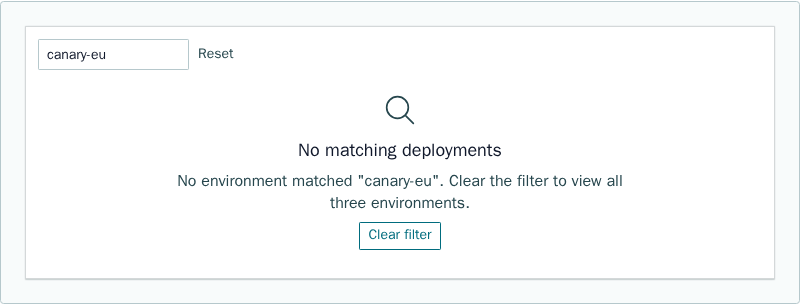 canary-eu
Reset
No matching deployments
No environment matched "canary-eu". Clear the filter to view all
three environments.
Clear filter